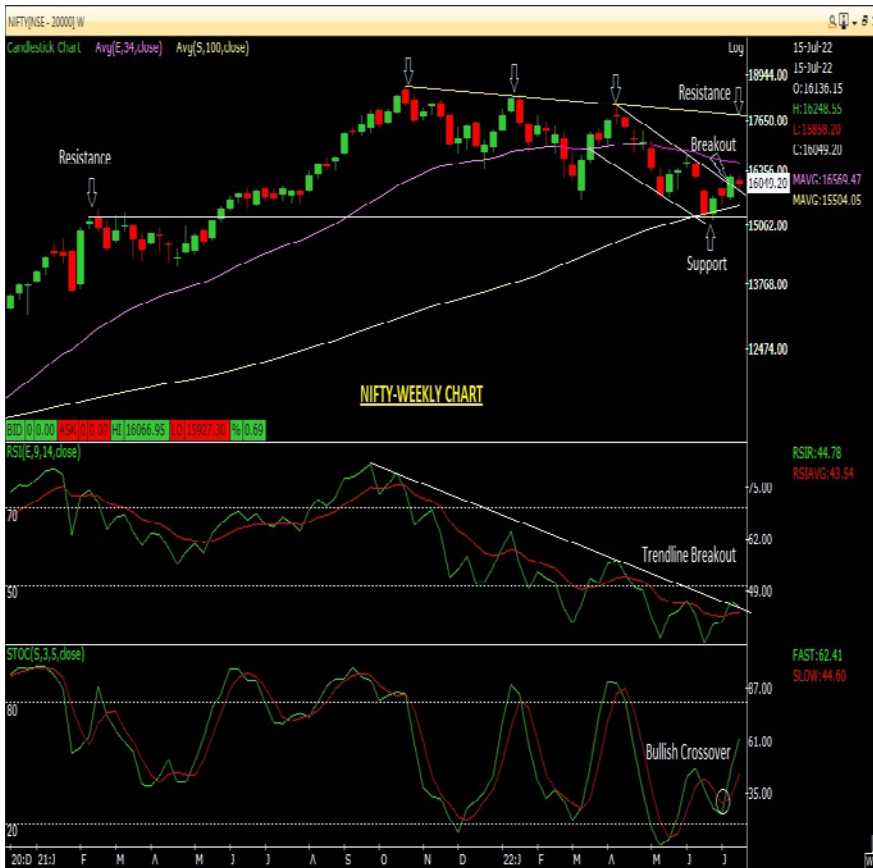 NIFTY[NSE - 20000] W
Candlestick Chart Avg(E,34,close) Avg(S,100,close) Log
15-Jul-22
15-Jul-22
O:16136.15
H:16248.55
L:15858.20
C:16049.20
MAVG:16569.47
MAVG:15504.05
18944.00
17650.00
16356.00
16049.20
15062.00
13768.00
12474.00
Resistance
Resistance
Breakout
Support
NIFTY-WEEKLY CHART
BID 0 0.00 ASK 0 0.00 HI 16066.95 LO 15927.30 % 0.69
RSI(E,9,14,close)
RSIR:44.78
RSIAVG:43.54
75.00
70
62.00
Trendline Breakout
50
49.00
STOC(S,3,5,close)
FAST:62.41
SLOW:44.60
87.00
80
61.00
Bullish Crossover
35.00
20
20:D 21:J F M A M J J A S O N D 22:J F M A M J J
W